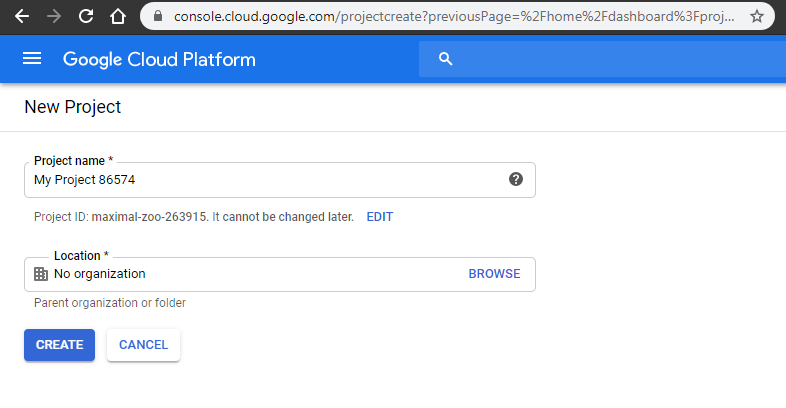 console.cloud.google.com/projectcreate?previousPage=%2Fhome%2Fdashboard%3Fproj...
Google Cloud Platform
New Project
Project name *
My Project 86574
Project ID: maximal-zoo-263915. It cannot be changed later. EDIT
Location *
No organization BROWSE
Parent organization or folder
CREATE CANCEL